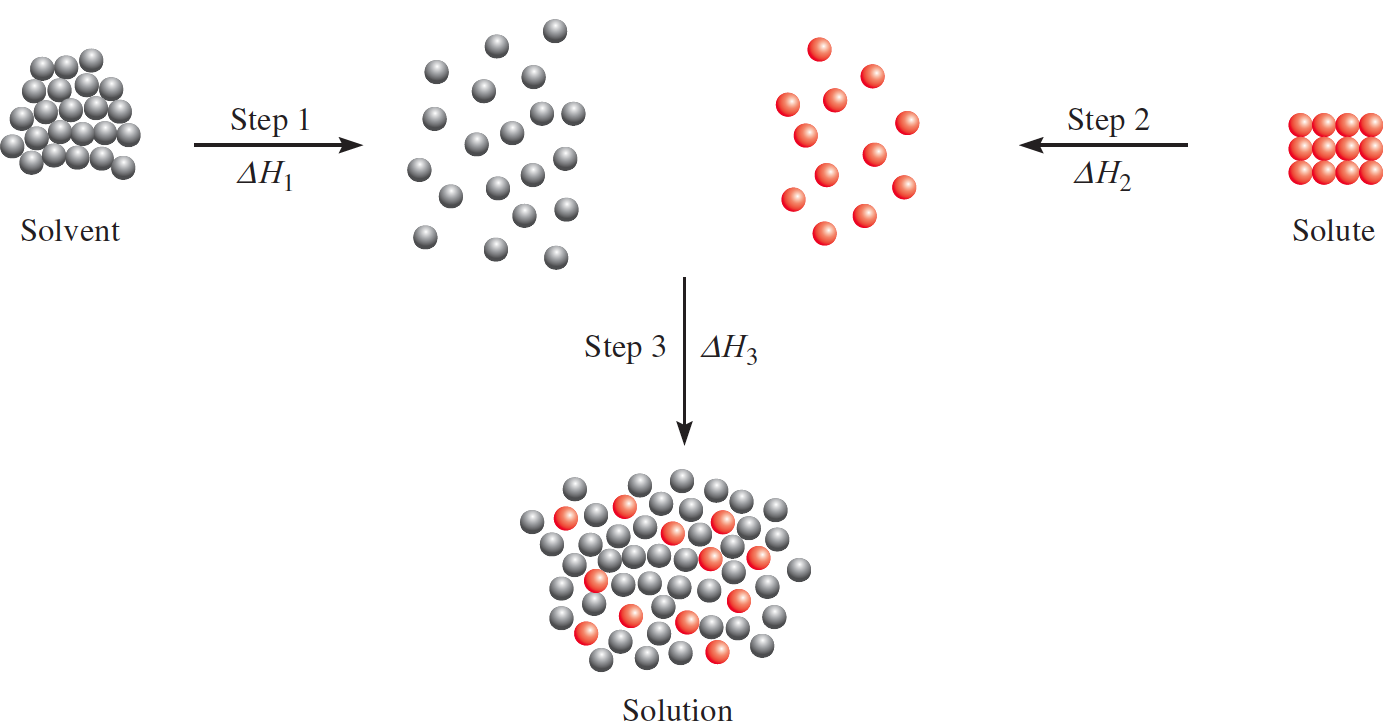 Step 1
ΔH1
Step 2
ΔH2
Solvent
Solute
Step 3
ΔH3
Solution